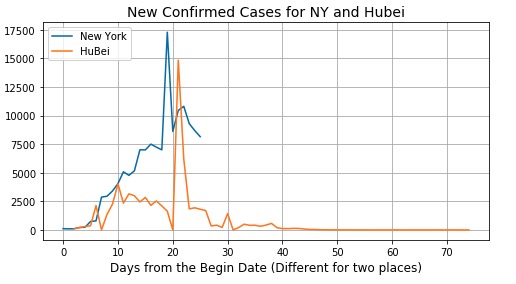 New Confirmed Cases for NY and Hubei
New York
HuBei
17500
15000
12500
10000
7500
5000
2500
0
0 10 20 30 40 50 60 70
Days from the Begin Date (Different for two places)